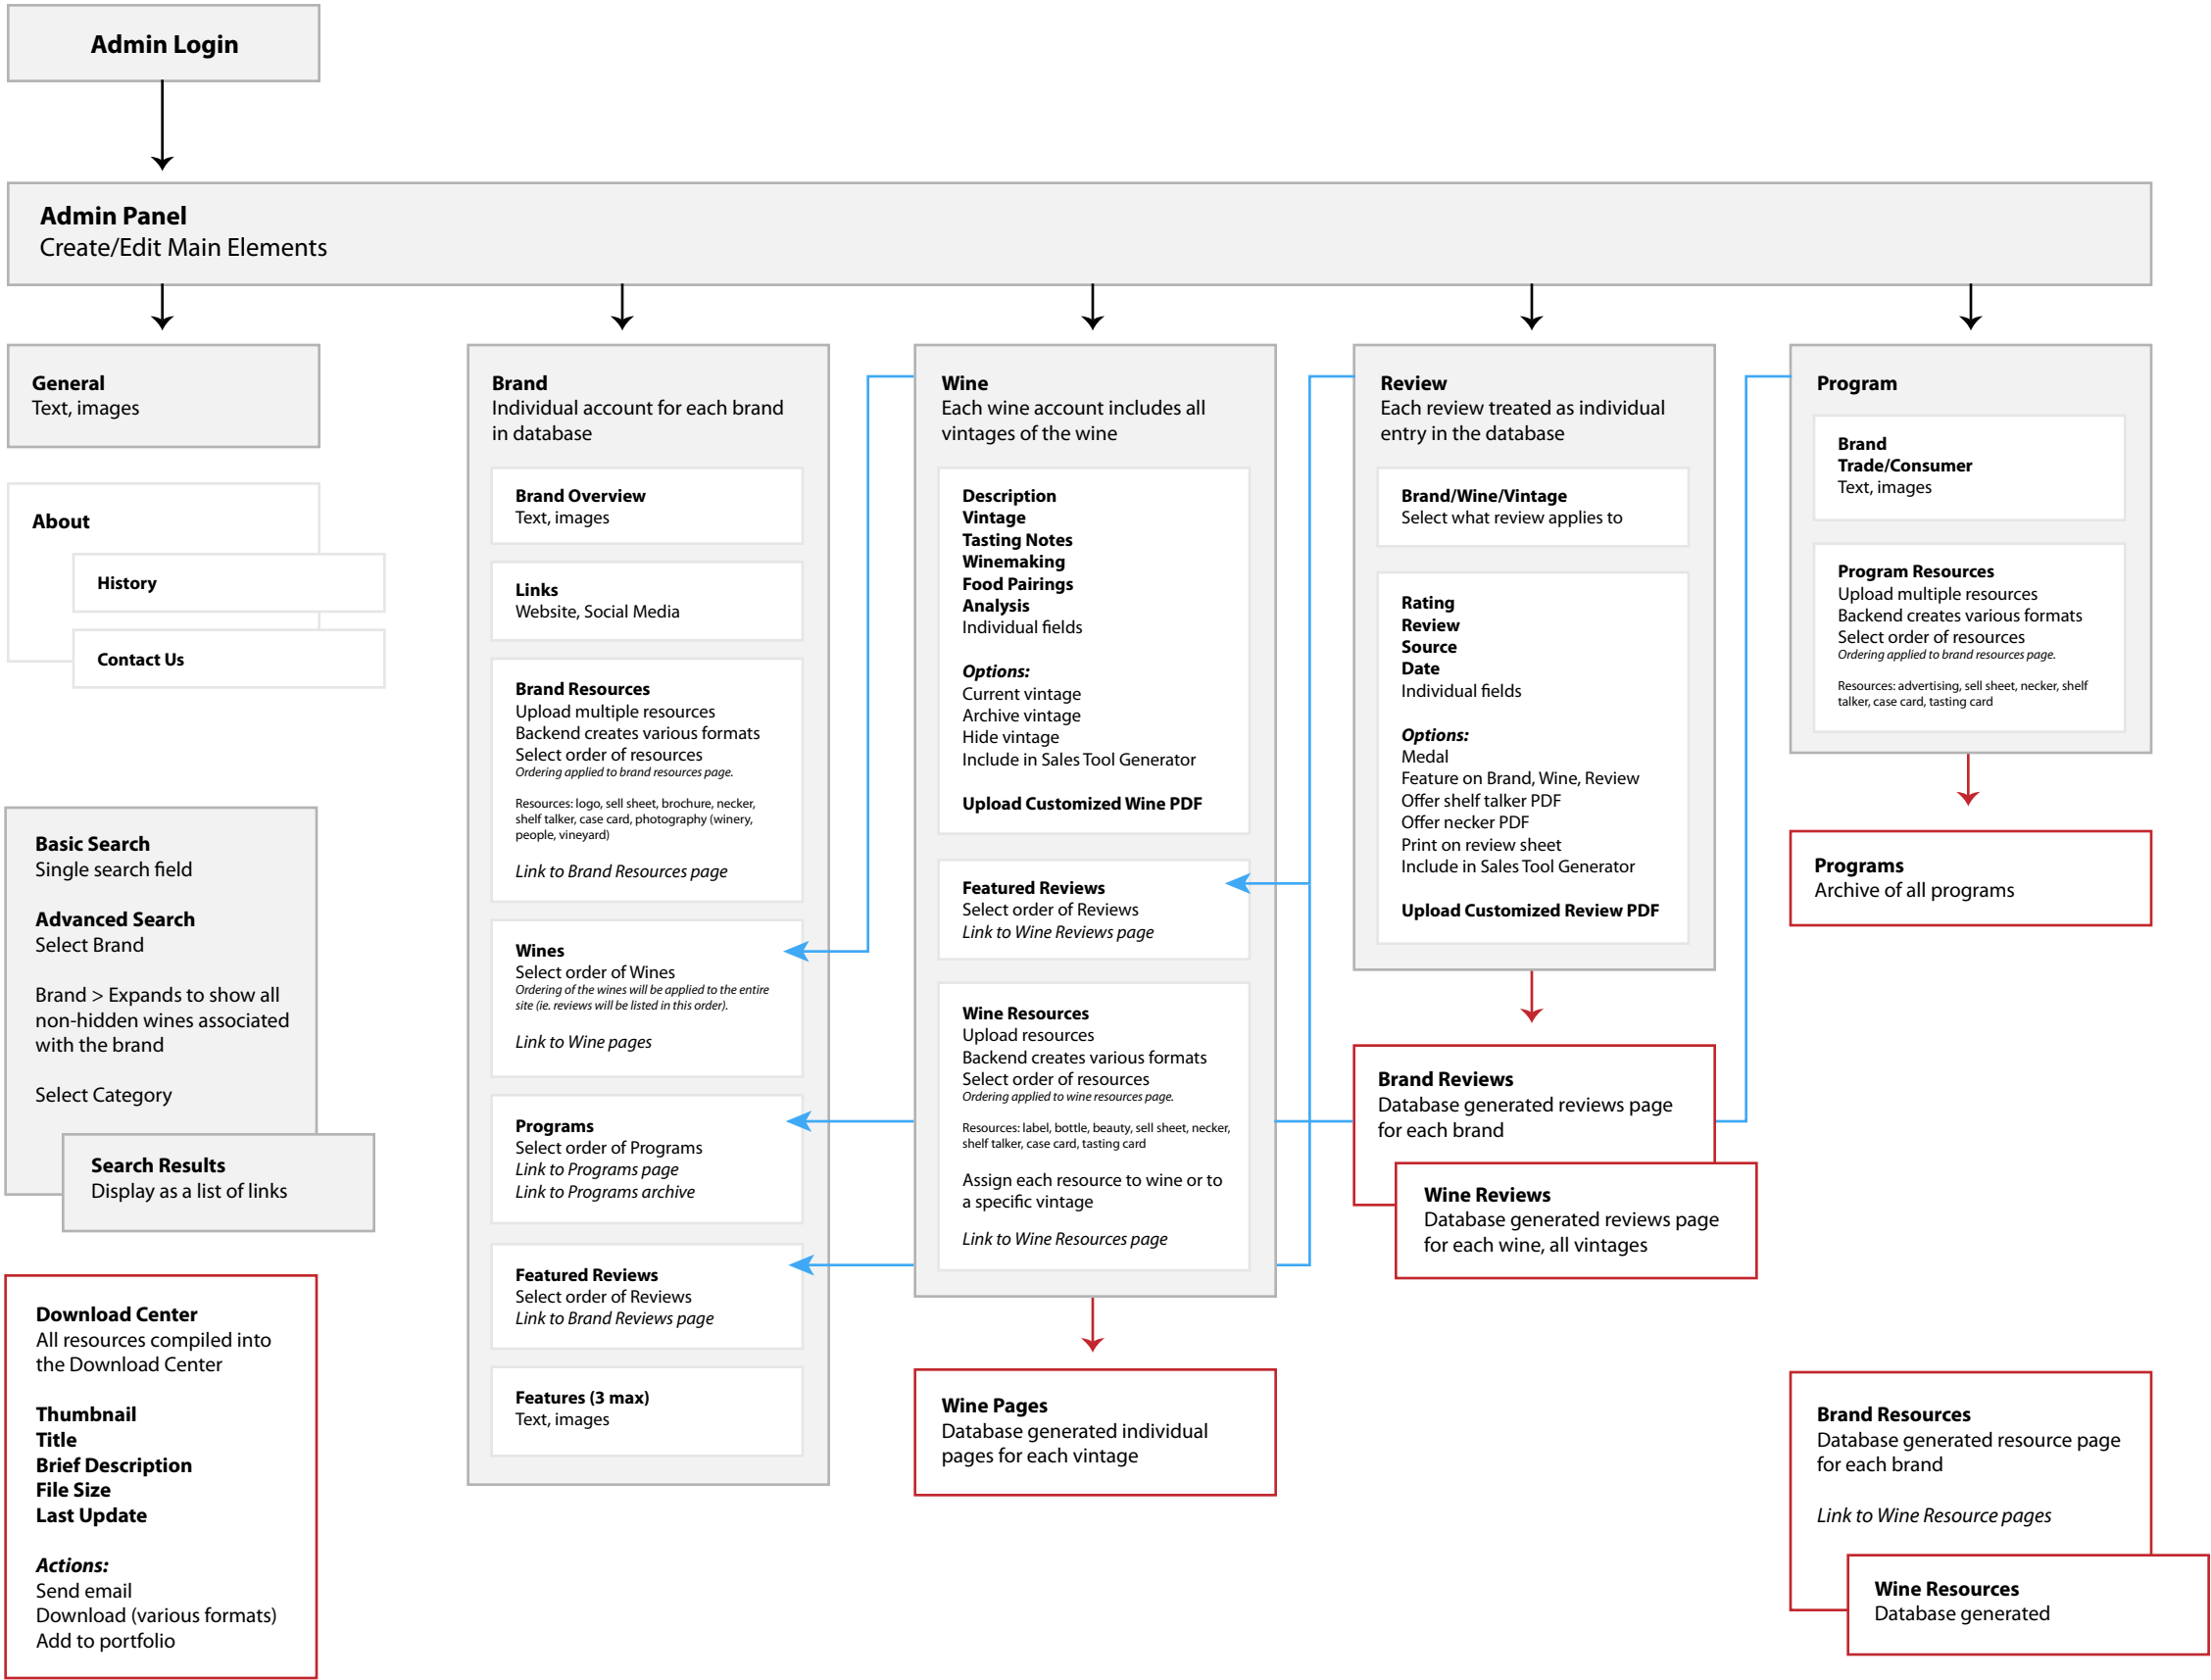 Admin Login
Admin Panel
Create/Edit Main Elements
General
Text, images
About
History
Contact Us
Basic Search
Single search field
Advanced Search
Select Brand
Brand > Expands to show all
non-hidden wines associated
with the brand
Select Category
Search Results
Display as a list of links
Download Center
All resources compiled into
the Download Center
Thumbnail
Title
Brief Description
File Size
Last Update
Actions:
Send email
Download (various formats)
Add to portfolio
Brand
Individual account for each brand
in database
Brand Overview
Text, images
Links
Website, Social Media
Brand Resources
Upload multiple resources
Backend creates various formats
Select order of resources
Ordering applied to brand resources page.
Resources: logo, sell sheet, brochure, necker,
shelf talker, case card, photography (winery,
people, vineyard)
Link to Brand Resources page
Wines
Select order of Wines
Ordering of the wines will be applied to the entire
site (ie. reviews will be listed in this order).
Link to Wine pages
Programs
Select order of Programs
Link to Programs page
Link to Programs archive
Featured Reviews
Select order of Reviews
Link to Brand Reviews page
Features (3 max)
Text, images
Wine
Each wine account includes all
vintages of the wine
Description
Vintage
Tasting Notes
Winemaking
Food Pairings
Analysis
Individual fields
Options:
Current vintage
Archive vintage
Hide vintage
Include in Sales Tool Generator
Upload Customized Wine PDF
Featured Reviews
Select order of Reviews
Link to Wine Reviews page
Wine Resources
Upload resources
Backend creates various formats
Select order of resources
Ordering applied to wine resources page.
Resources: label, bottle, beauty, sell sheet, necker,
shelf talker, case card, tasting card
Assign each resource to wine or to
a specific vintage
Link to Wine Resources page
Wine Pages
Database generated individual
pages for each vintage
Review
Each review treated as individual
entry in the database
Brand/Wine/Vintage
Select what review applies to
Rating
Review
Source
Date
Individual fields
Options:
Medal
Feature on Brand, Wine, Review
Offer shelf talker PDF
Offer necker PDF
Print on review sheet
Include in Sales Tool Generator
Upload Customized Review PDF
Brand Reviews
Database generated reviews page
for each brand
Wine Reviews
Database generated reviews page
for each wine, all vintages
Program
Brand
Trade/Consumer
Text, images
Program Resources
Upload multiple resources
Backend creates various formats
Select order of resources
Ordering applied to brand resources page.
Resources: advertising, sell sheet, necker, shelf
talker, case card, tasting card
Programs
Archive of all programs
Brand Resources
Database generated resource page
for each brand
Link to Wine Resource pages
Wine Resources
Database generated